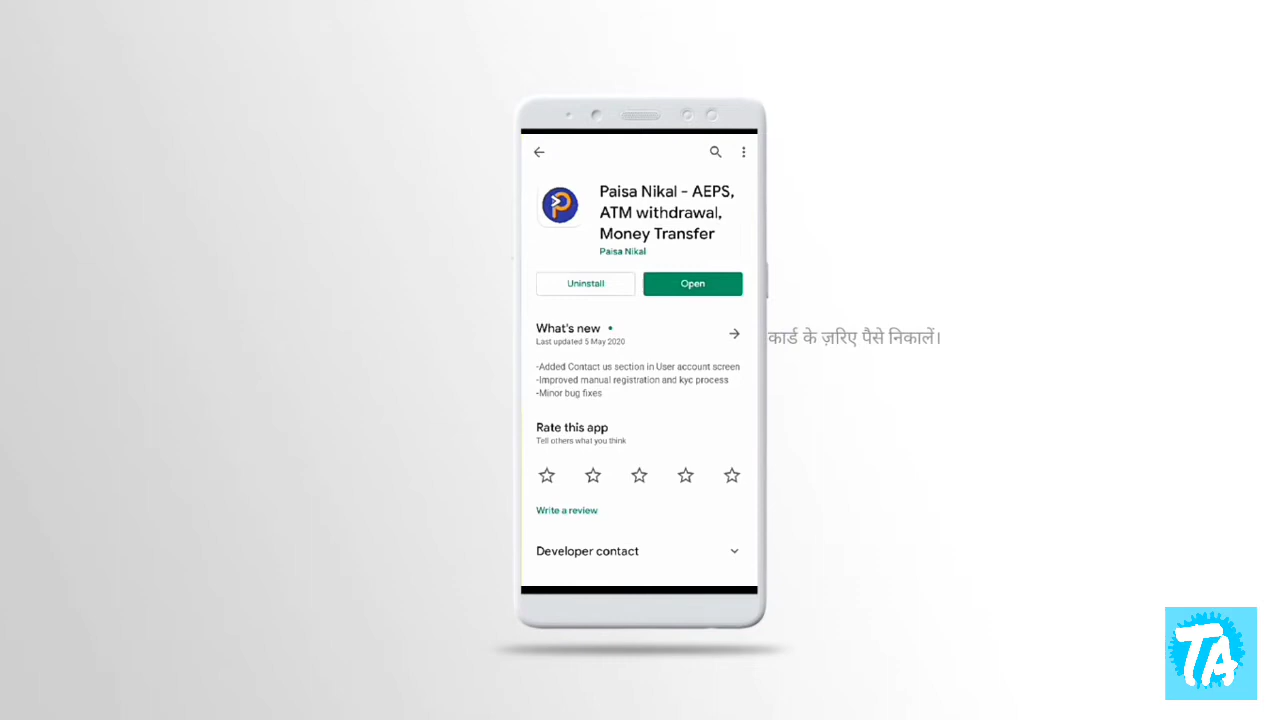 Paisa Nikal - AEPS,
ATM withdrawal,
Money Transfer
Paisa Nikal
Uninstall
Open
What's new
Last updated 5 May 2020
कार्ड के ज़रिए पैसे निकालें।
-Added Contact us section in User account screen
-Improved manual registration and kyc process
-Minor bug fixes
Rate this app
Tell others what you think
Write a review
Developer contact
TA